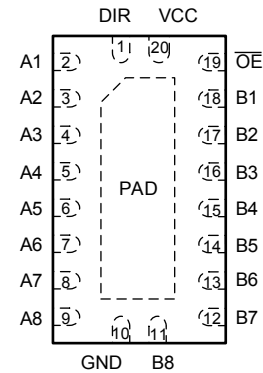 DIR VCC
1 20
A1 2 19 O̅E̅
A2 3 18 B1
A3 4 17 B2
A4 5 16 B3
A5 6 PAD 15 B4
A6 7 14 B5
A7 8 13 B6
A8 9 12 B7
10 11
GND B8